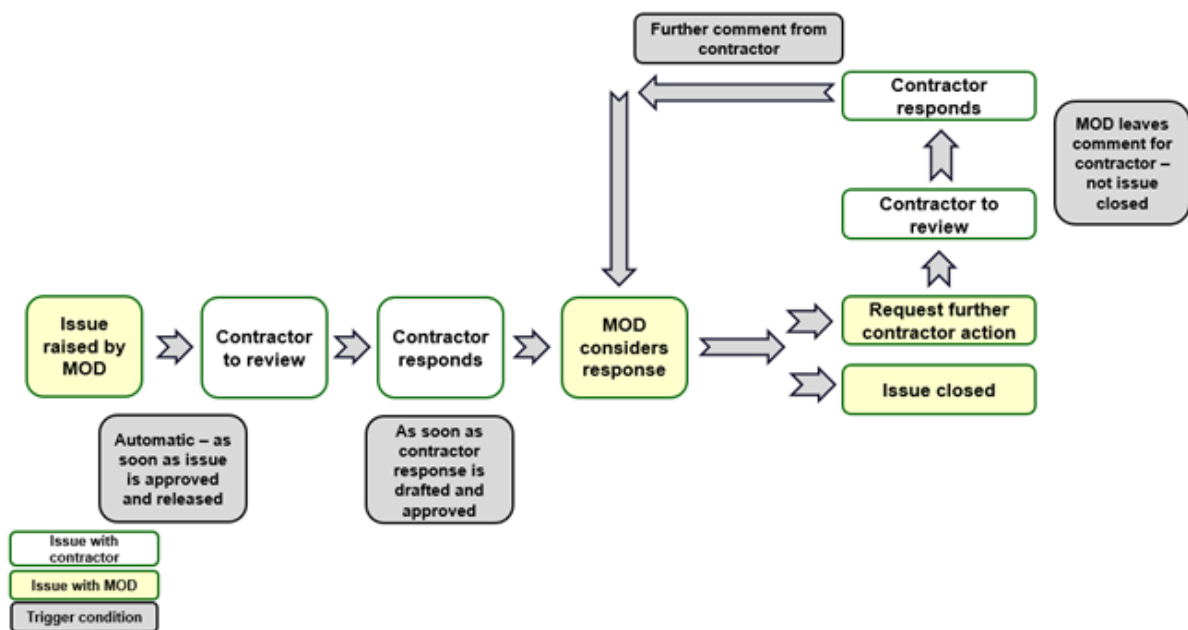 Further comment from
contractor
Contractor
responds
MOD leaves
comment for
contractor –
not issue
closed
Contractor to
review
Issue
raised by
MOD
Contractor
to review
Contractor
responds
MOD
considers
response
Request further
contractor action
Issue closed
Automatic – as
soon as issue
is approved
and released
As soon as
contractor
response is
drafted and
approved
Issue with
contractor
Issue with MOD
Trigger condition